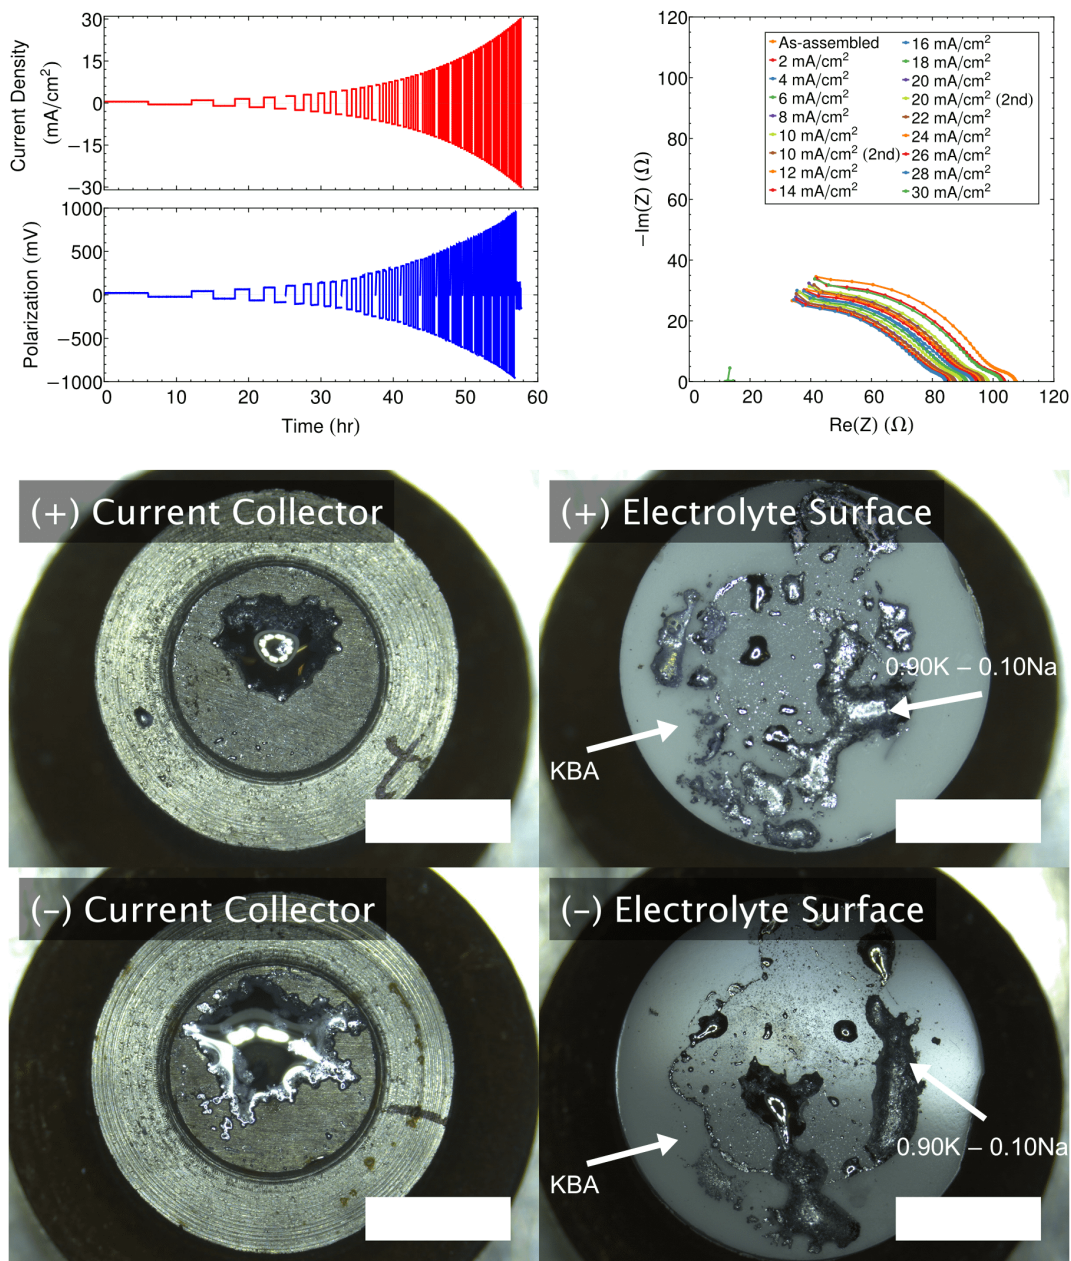 30
15
0
−15
−30
Current Density
(mA/cm²)
1000
500
0
−500
−1000
Polarization (mV)
0 10 20 30 40 50 60
Time (hr)
120
100
80
60
40
20
0
−Im(Z) (Ω)
As-assembled
2 mA/cm²
4 mA/cm²
6 mA/cm²
8 mA/cm²
10 mA/cm²
10 mA/cm² (2nd)
12 mA/cm²
14 mA/cm²
16 mA/cm²
18 mA/cm²
20 mA/cm²
20 mA/cm² (2nd)
22 mA/cm²
24 mA/cm²
26 mA/cm²
28 mA/cm²
30 mA/cm²
0 20 40 60 80 100 120
Re(Z) (Ω)
(+) Current Collector
(+) Electrolyte Surface
0.90K – 0.10Na
KBA
(–) Current Collector
(–) Electrolyte Surface
0.90K – 0.10Na
KBA